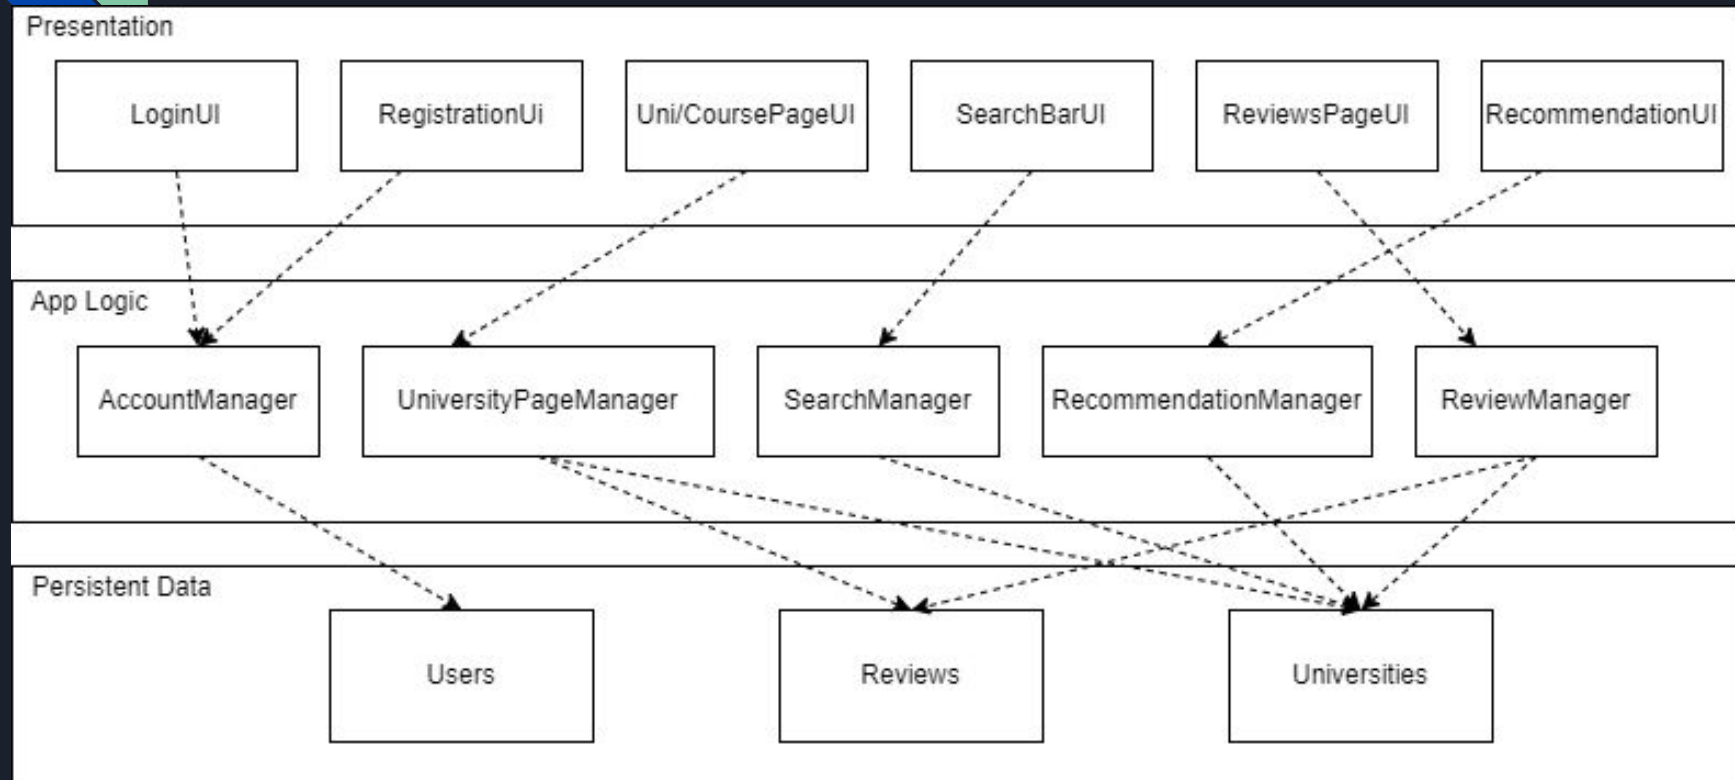 Presentation
LoginUI
RegistrationUi
Uni/CoursePageUI
SearchBarUI
ReviewsPageUI
RecommendationUI
App Logic
AccountManager
UniversityPageManager
SearchManager
RecommendationManager
ReviewManager
Persistent Data
Users
Reviews
Universities